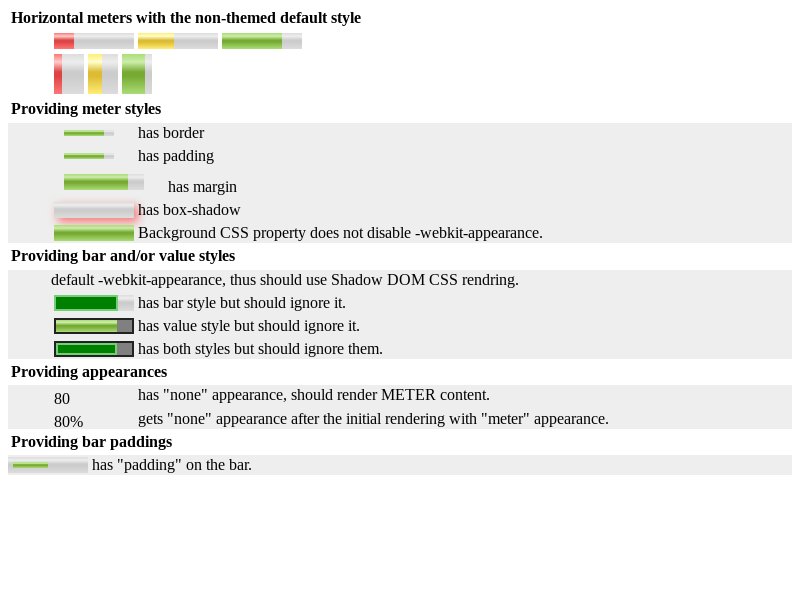 Horizontal meters with the non-themed default style
Providing meter styles
has border
has padding
has margin
has box-shadow
Background CSS property does not disable -webkit-appearance.
Providing bar and/or value styles
default -webkit-appearance, thus should use Shadow DOM CSS rendring.
has bar style but should ignore it.
has value style but should ignore it.
has both styles but should ignore them.
Providing appearances
80 has "none" appearance, should render METER content.
80% gets "none" appearance after the initial rendering with "meter" appearance.
Providing bar paddings
has "padding" on the bar.